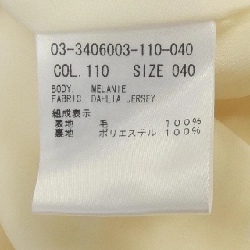 03-3406003-110-040
COL. 110 SIZE 040
BODY. MELANIE
FABRIC DAHLIA JERSEY
組成表示
表地 毛 100%
裏地 ポリエステル 100%